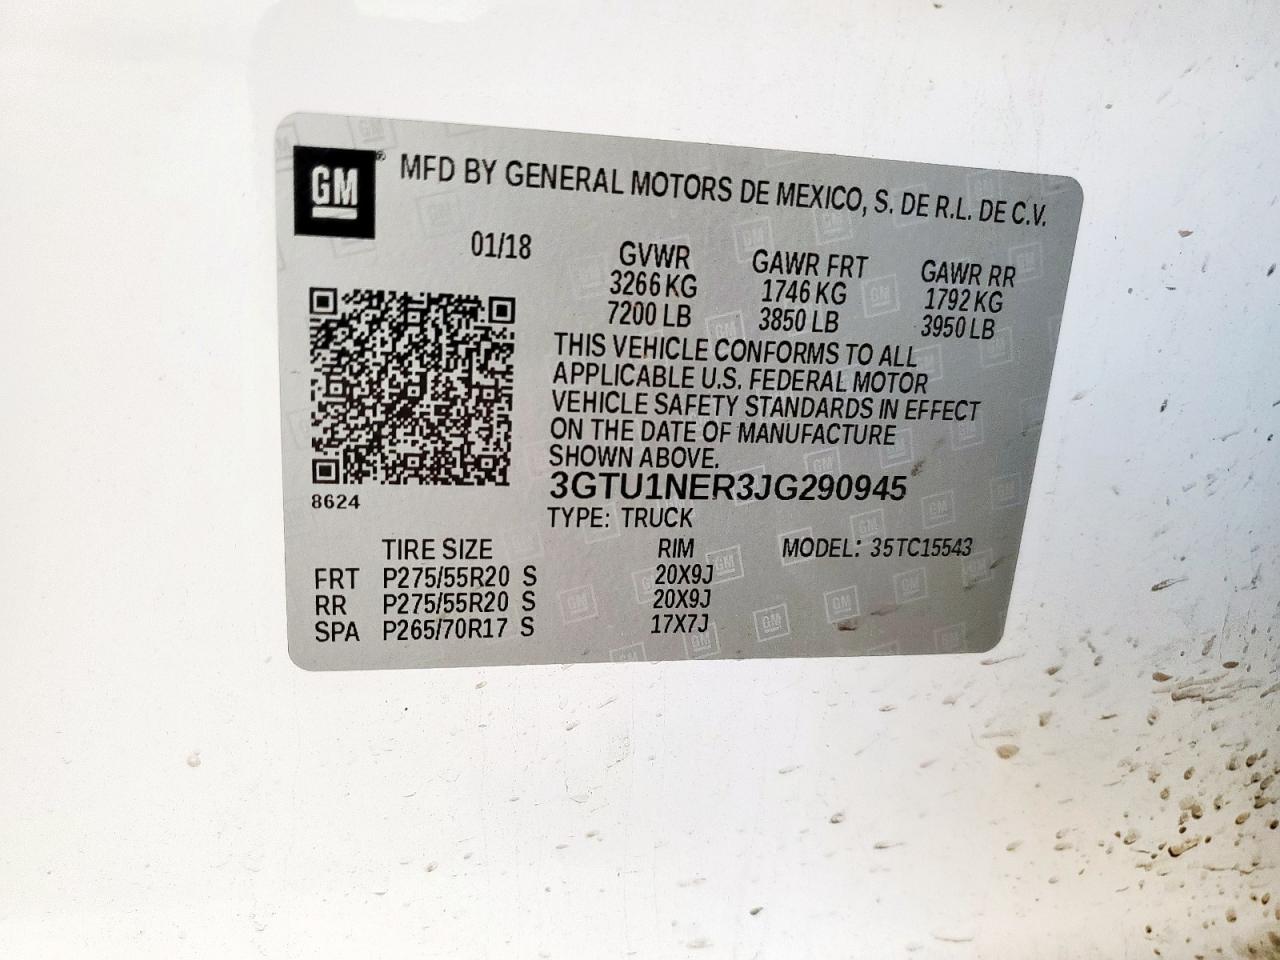 GM® MFD BY GENERAL MOTORS DE MEXICO, S. DE R.L. DE C.V.
01/18 GVWR GAWR FRT GAWR RR
3266 KG 1746 KG 1792 KG
7200 LB 3850 LB 3950 LB
THIS VEHICLE CONFORMS TO ALL
APPLICABLE U.S. FEDERAL MOTOR
VEHICLE SAFETY STANDARDS IN EFFECT
ON THE DATE OF MANUFACTURE
SHOWN ABOVE.
3GTU1NER3JG290945
8624
TYPE: TRUCK
TIRE SIZE RIM MODEL: 35TC15543
FRT P275/55R20 S 20X9J
RR P275/55R20 S 20X9J
SPA P265/70R17 S 17X7J